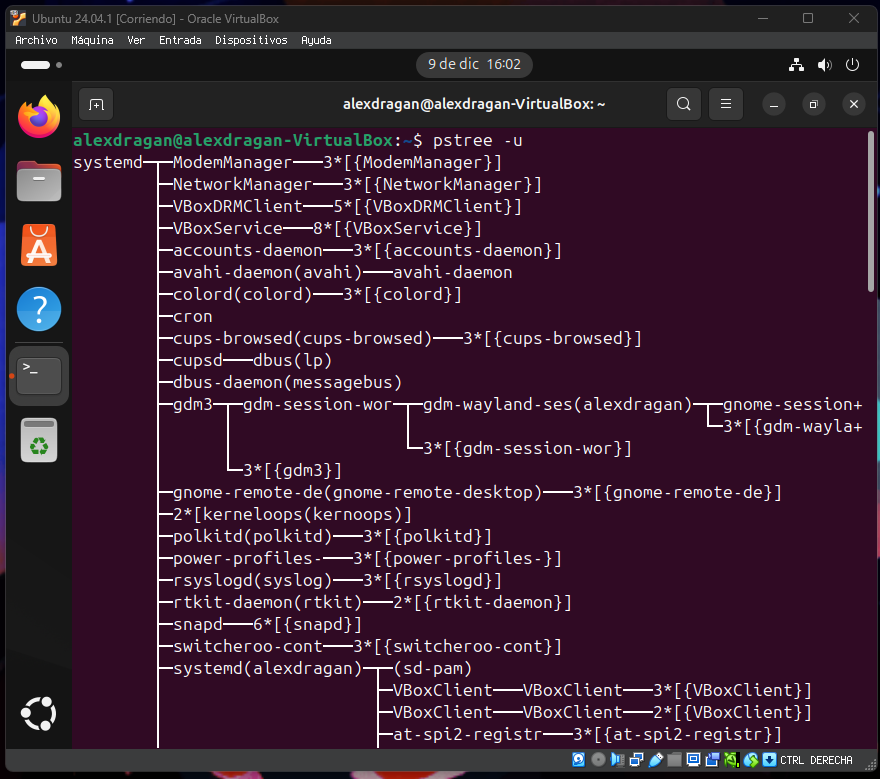 Ubuntu 24.04.1 [Corriendo] - Oracle VirtualBox
Archivo Máquina Ver Entrada Dispositivos Ayuda
9 de dic 16:02
alexdragan@alexdragan-VirtualBox: ~
alexdragan@alexdragan-VirtualBox:~$ pstree -u
systemd─┬─ModemManager───3*[{ModemManager}]
├─NetworkManager───3*[{NetworkManager}]
├─VBoxDRMClient───5*[{VBoxDRMClient}]
├─VBoxService───8*[{VBoxService}]
├─accounts-daemon───3*[{accounts-daemon}]
├─avahi-daemon(avahi)───avahi-daemon
├─colord(colord)───3*[{colord}]
├─cron
├─cups-browsed(cups-browsed)───3*[{cups-browsed}]
├─cupsd───dbus(lp)
├─dbus-daemon(messagebus)
├─gdm3─┬─gdm-session-wor─┬─gdm-wayland-ses(alexdragan)─┬─gnome-session+
│ │ │ └─3*[{gdm-wayla+
│ │ └─3*[{gdm-session-wor}]
│ └─3*[{gdm3}]
├─gnome-remote-de(gnome-remote-desktop)───3*[{gnome-remote-de}]
├─2*[kerneloops(kernoops)]
├─polkitd(polkitd)───3*[{polkitd}]
├─power-profiles-───3*[{power-profiles-}]
├─rsyslogd(syslog)───3*[{rsyslogd}]
├─rtkit-daemon(rtkit)───2*[{rtkit-daemon}]
├─snapd───6*[{snapd}]
├─switcheroo-cont───3*[{switcheroo-cont}]
├─systemd(alexdragan)─┬─(sd-pam)
│ ├─VBoxClient───VBoxClient───3*[{VBoxClient}]
│ ├─VBoxClient───VBoxClient───2*[{VBoxClient}]
│ ├─at-spi2-registr───3*[{at-spi2-registr}]
CTRL DERECHA